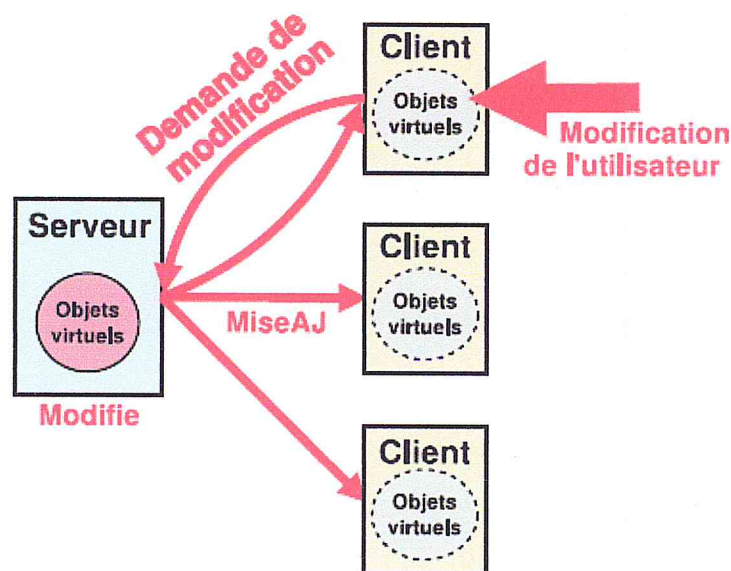 Demande de
modification
Client
Objets
virtuels
Modification
de l'utilisateur
Serveur
Objets
virtuels
Modifie
MiseAJ
Client
Objets
virtuels
Client
Objets
virtuels